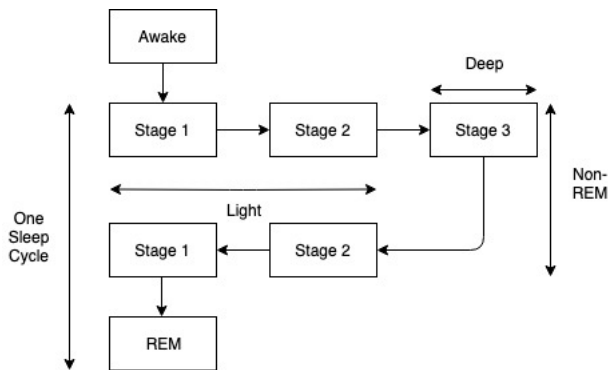 Awake
Deep
Stage 1
Stage 2
Stage 3
Non-
REM
Light
One
Sleep
Cycle
Stage 1
Stage 2
REM